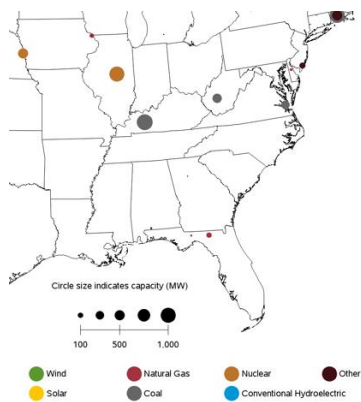 Circle size indicates capacity (MW)
100 500 1,000
Wind Natural Gas Nuclear Other
Solar Coal Conventional Hydroelectric